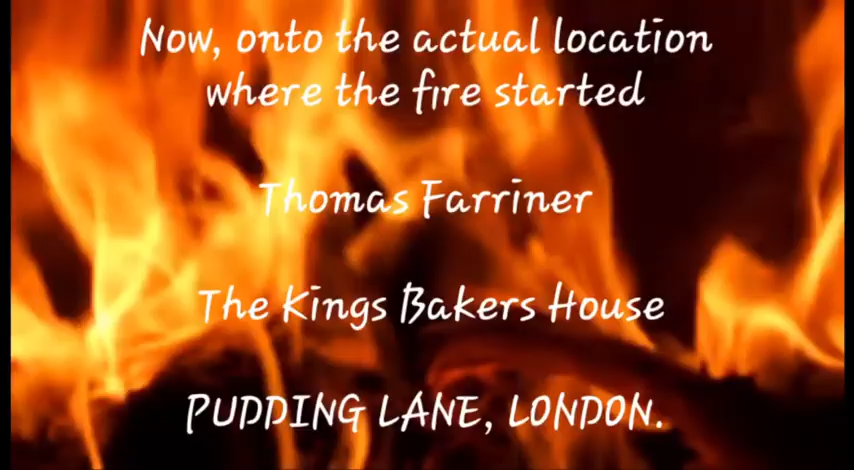 Now, onto the actual location
where the fire started
Thomas Farriner
The Kings Bakers House
PUDDING LANE, LONDON.